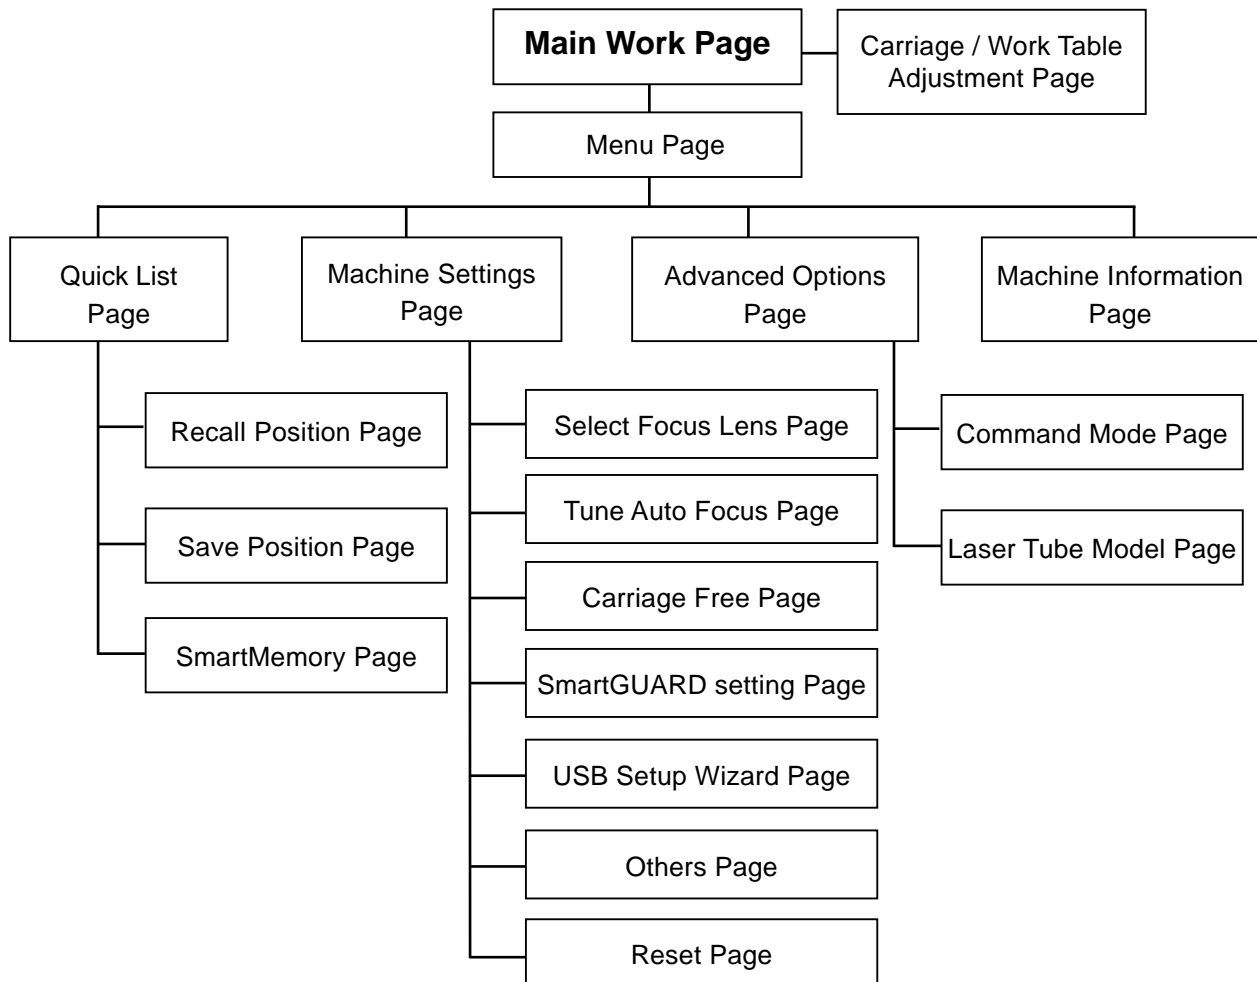 Main Work Page
Carriage / Work Table
Adjustment Page
Menu Page
Quick List
Page
Machine Settings
Page
Advanced Options
Page
Machine Information
Page
Recall Position Page
Save Position Page
SmartMemory Page
Select Focus Lens Page
Tune Auto Focus Page
Carriage Free Page
SmartGUARD setting Page
USB Setup Wizard Page
Others Page
Reset Page
Command Mode Page
Laser Tube Model Page